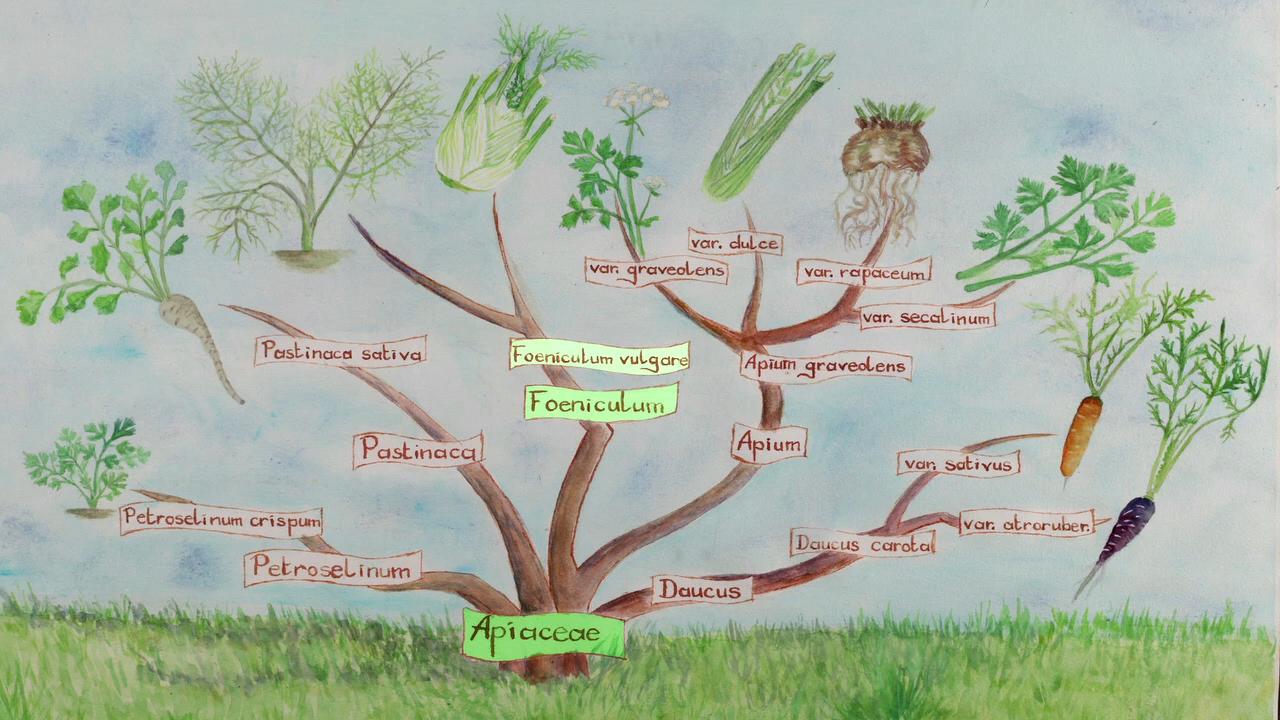 var. dulce
var. graveolens
var. rapaceum
var. secalinum
Pastinaca sativa
Foeniculum vulgare
Apium graveolens
Foeniculum
Pastinaca
Apium
var. sativus
Petroselinum crispum
var. atroruber.
Daucus carota
Petroselinum
Daucus
Apiaceae